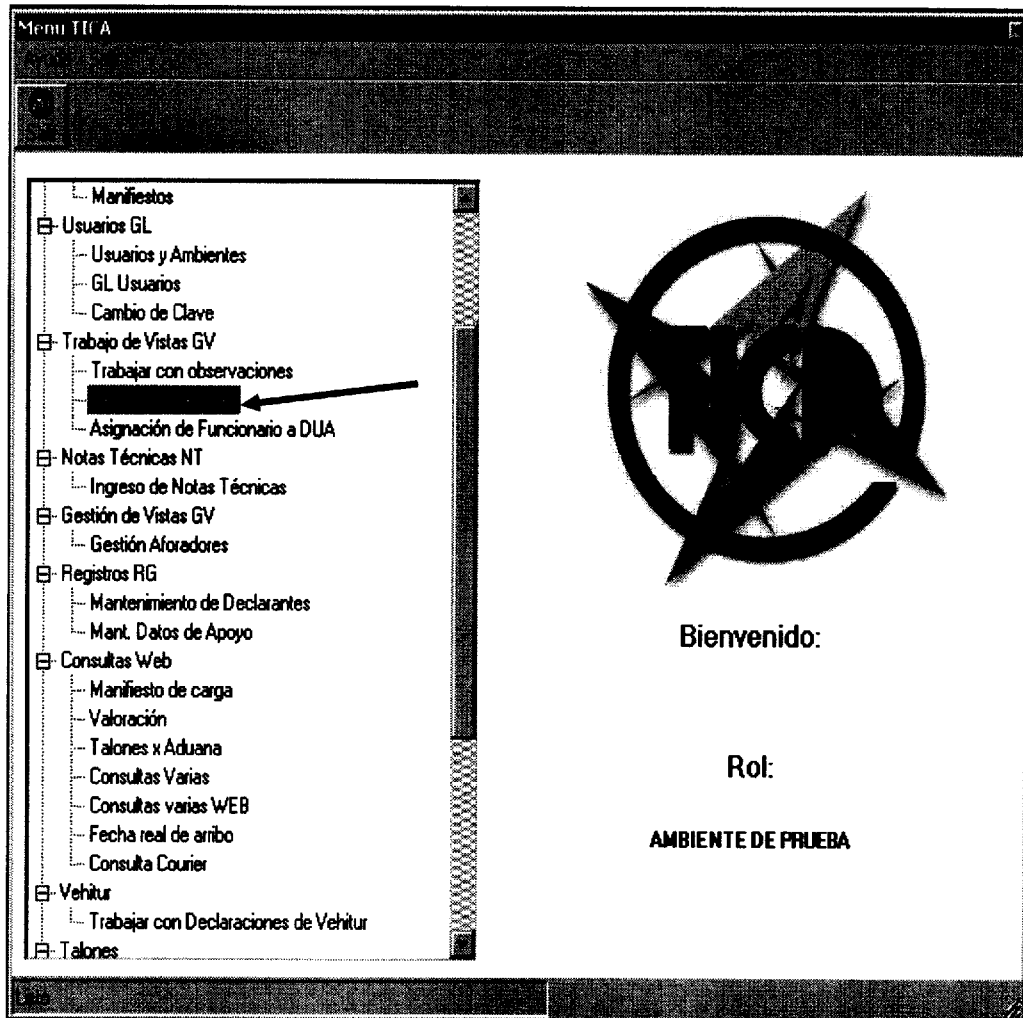 Menu TICA
Manifiestos
Usuarios GL
Usuarios y Ambientes
GL Usuarios
Cambio de Clave
Trabajo de Vistas GV
Trabajar con observaciones
Asignación de Funcionario a DUA
Notas Técnicas NT
Ingreso de Notas Técnicas
Gestión de Vistas GV
Gestión Aforadores
Registros RG
Mantenimiento de Declarantes
Mant. Datos de Apoyo
Consultas Web
Manifiesto de carga
Valoración
Talones x Aduana
Consultas Varias
Consultas varias WEB
Fecha real de arribo
Consulta Courier
Vehitur
Trabajar con Declaraciones de Vehitur
Talones
TICA
Bienvenido:
Rol:
AMBIENTE DE PRUEBA